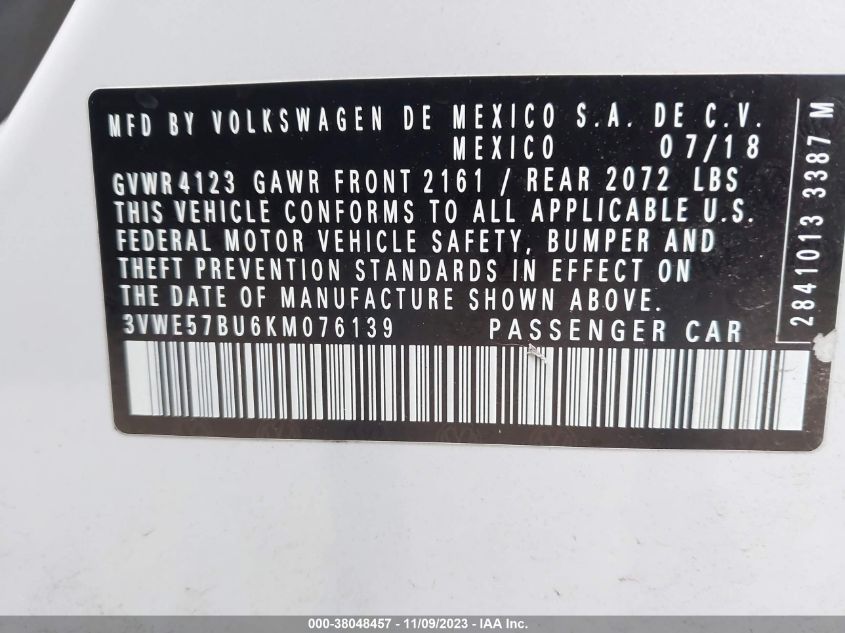 MFD BY VOLKSWAGEN DE MEXICO S.A. DE C.V.
MEXICO 07/18
GVWR 4123 GAWR FRONT 2161 / REAR 2072 LBS
THIS VEHICLE CONFORMS TO ALL APPLICABLE U.S.
FEDERAL MOTOR VEHICLE SAFETY, BUMPER AND
THEFT PREVENTION STANDARDS IN EFFECT ON
THE DATE OF MANUFACTURE SHOWN ABOVE.
3VWE57BU6KM076139 PASSENGER CAR
2841013 3387 M
000-38048457 - 11/09/2023 - IAA Inc.